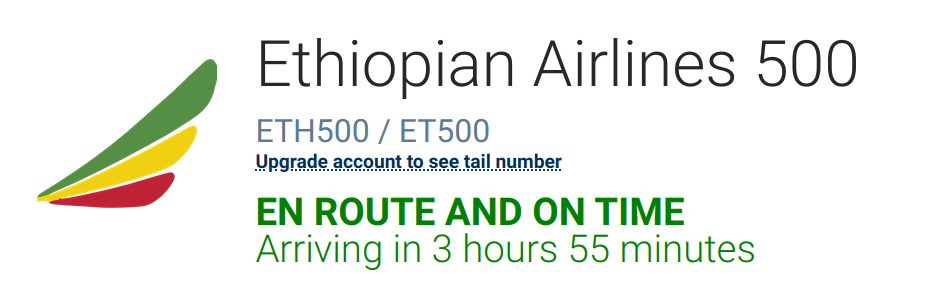 Ethiopian Airlines 500
ETH500 / ET500
Upgrade account to see tail number
EN ROUTE AND ON TIME
Arriving in 3 hours 55 minutes